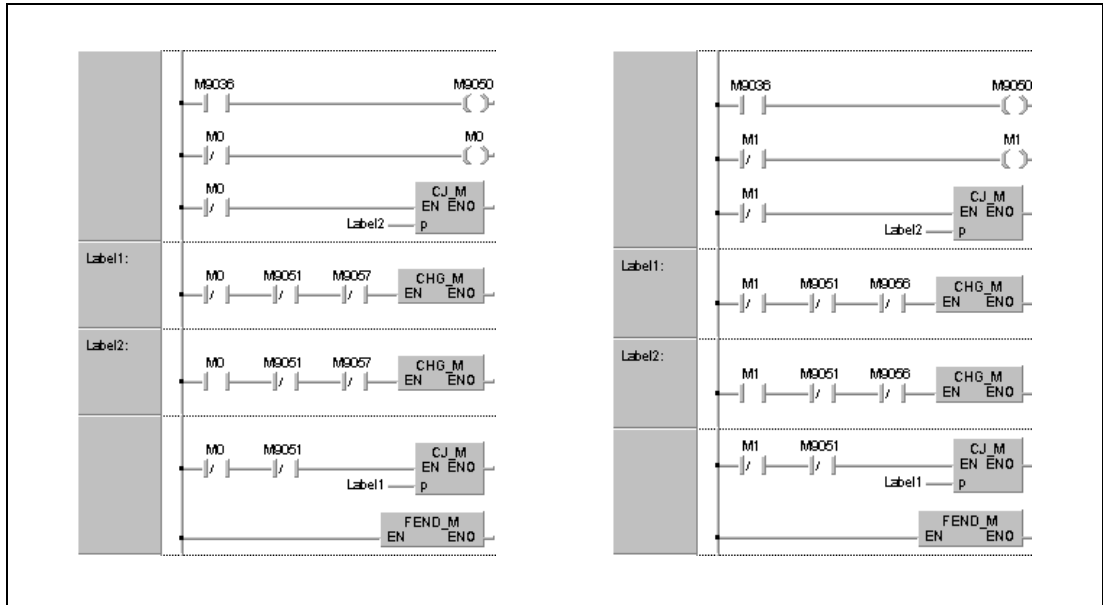 M9036 M9050
M0 M0
M0 CJ_M
EN ENO
Label2 p
Label1:
M0 M9051 M9057 CHG_M
EN ENO
Label2:
M0 M9051 M9057 CHG_M
EN ENO
M0 M9051 CJ_M
EN ENO
Label1 p
FEND_M
EN ENO
M9036 M9050
M1 M1
M1 CJ_M
EN ENO
Label2 p
Label1:
M1 M9051 M9056 CHG_M
EN ENO
Label2:
M1 M9051 M9056 CHG_M
EN ENO
M1 M9051 CJ_M
EN ENO
Label1 p
FEND_M
EN ENO